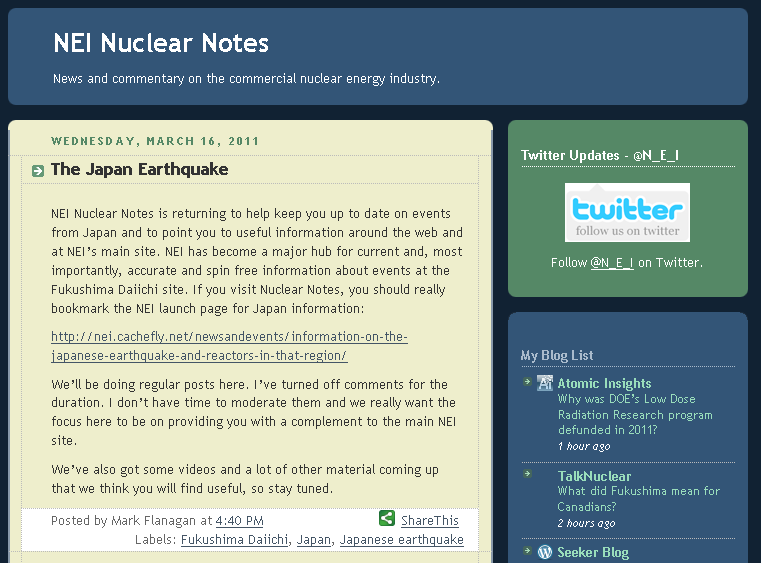 NEI Nuclear Notes
News and commentary on the commercial nuclear energy industry.
WEDNESDAY, MARCH 16, 2011
The Japan Earthquake
NEI Nuclear Notes is returning to help keep you up to date on events
from Japan and to point you to useful information around the web and
at NEI's main site. NEI has become a major hub for current and, most
importantly, accurate and spin free information about events at the
Fukushima Daiichi site. If you visit Nuclear Notes, you should really
bookmark the NEI launch page for Japan information:
http://nei.cachefly.net/newsandevents/information-on-the-
japanese-earthquake-and-reactors-in-that-region/
We'll be doing regular posts here. I've turned off comments for the
duration. I don't have time to moderate them and we really want the
focus here to be on providing you with a complement to the main NEI
site.
We've also got some videos and a lot of other material coming up
that we think you will find useful, so stay tuned.
Posted by Mark Flanagan at 4:40 PM
ShareThis
Labels: Fukushima Daiichi, Japan, Japanese earthquake
Twitter Updates - @N_E_I
twitter
follow us on twitter
Follow @N_E_I on Twitter.
My Blog List
Atomic Insights
Why was DOE's Low Dose
Radiation Research program
defunded in 2011?
1 hour ago
TalkNuclear
What did Fukushima mean for
Canadians?
2 hours ago
Seeker Blog